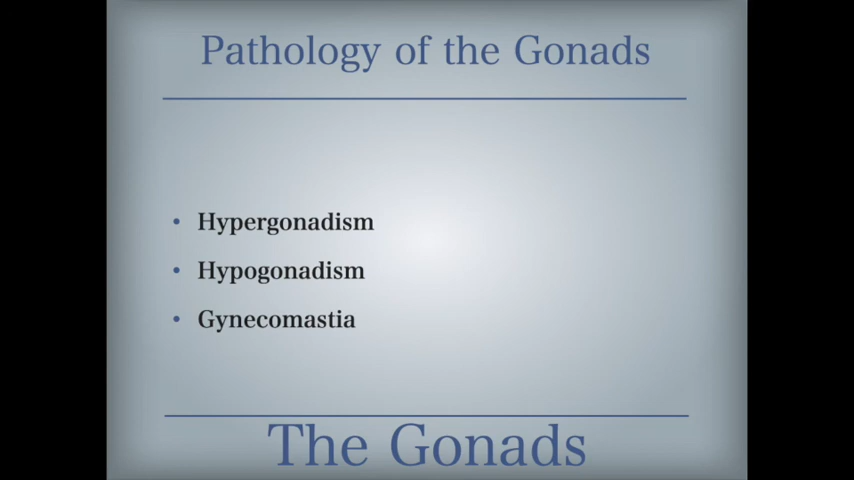 Pathology of the Gonads
• Hypergonadism
• Hypogonadism
• Gynecomastia
The Gonads